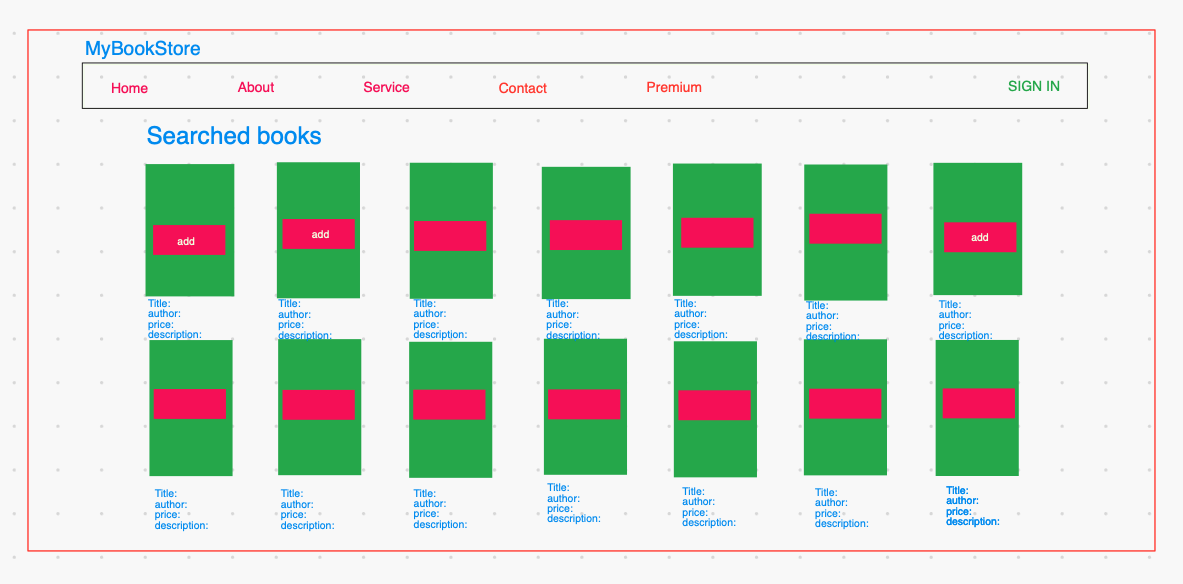 MyBookStore
Home About Service Contact Premium SIGN IN
Searched books
add add add
Title: Title: Title: Title: Title: Title: Title:
author: author: author: author: author: author: author:
price: price: price: price: price: price: price:
description: description: description: description: description: description: description:
Title: Title: Title: Title: Title: Title: Title:
author: author: author: author: author: author: author:
price: price: price: price: price: price: price:
description: description: description: description: description: description: description: